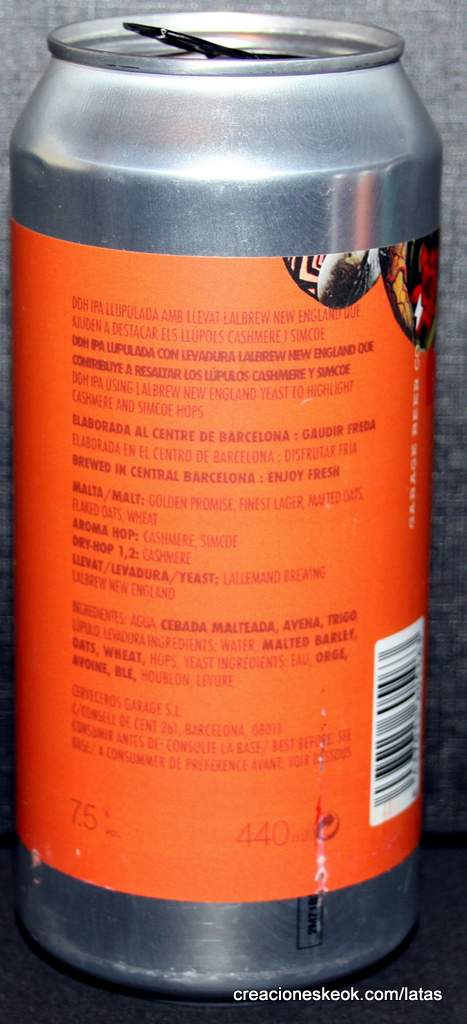 DDH IPA LLUPULADA AMB LLEVAT LALBREW NEW ENGLAND QUE
AJUDEN A DESTACAR ELS LLÚPOLS CASHMERE I SIMCOE
DDH IPA LUPULADA CON LEVADURA LALBREW NEW ENGLAND QUE
CONTRIBUYE A RESALTAR LOS LÚPULOS CASHMERE Y SIMCOE
DDH IPA USING LALBREW NEW ENGLAND YEAST TO HIGHLIGHT
CASHMERE AND SIMCOE HOPS
ELABORADA AL CENTRE DE BARCELONA : GAUDIR FREDA
ELABORADA EN EL CENTRO DE BARCELONA : DISFRUTAR FRÍA
BREWED IN CENTRAL BARCELONA : ENJOY FRESH
MALTA/MALT: GOLDEN PROMISE, FINEST LAGER, MALTED OATS,
FLAKED OATS, WHEAT
AROMA HOP: CASHMERE, SIMCOE
DRY-HOP 1,2: CASHMERE
LLEVAT/LEVADURA/YEAST: LALLEMAND BREWING
LALBREW NEW ENGLAND
INGREDIENTES: AGUA, CEBADA MALTEADA, AVENA, TRIGO,
LÚPULO, LEVADURA INGREDIENTS: WATER, MALTED BARLEY,
OATS, WHEAT, HOPS, YEAST INGREDIENTS: EAU, ORGE,
AVOINE, BLÉ, HOUBLON, LEVURE
CERVECEROS GARAGE S.L.
C/CONSELL DE CENT 261, BARCELONA, 08011
CONSUMIR ANTES DE: CONSULTE LA BASE/ BEST BEFORE: SEE
BASE/ A CONSUMMER DE PREFERENCE AVANT: VOIR DESSOUS
7.5 % VOL.
440ml
GARAGE BEER CO
creacioneskeok.com/latas